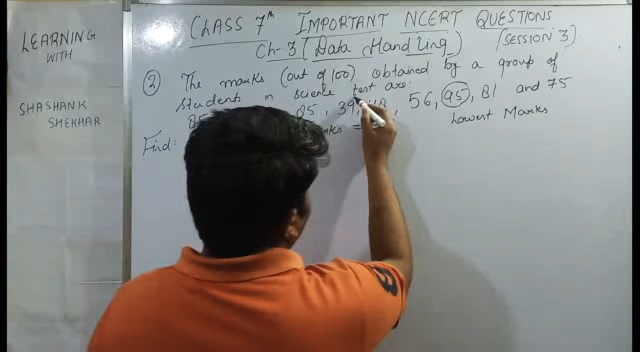 LEARNING
WITH
SHASHANK
SHEKHAR
CLASS 7th IMPORTANT NCERT QUESTIONS
Ch-3 (Data Handling) (SESSION 3)
② The marks (out of 100) obtained by a group of
students in science test are:
85, 39, 48, 56, 95, 81 and 75
Find: = Lowest Marks